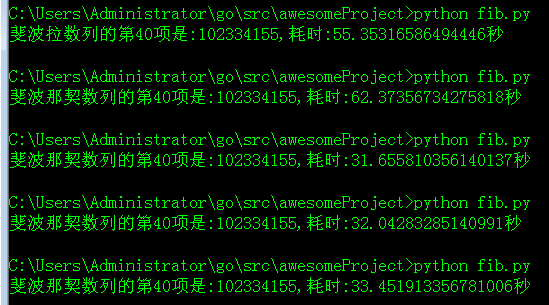 C:\Users\Administrator\go\src\awesomeProject>python fib.py
斐波拉数列的第40项是:102334155,耗时:55.35316586494446秒
C:\Users\Administrator\go\src\awesomeProject>python fib.py
斐波那契数列的第40项是:102334155,耗时:62.37356734275818秒
C:\Users\Administrator\go\src\awesomeProject>python fib.py
斐波那契数列的第40项是:102334155,耗时:31.655810356140137秒
C:\Users\Administrator\go\src\awesomeProject>python fib.py
斐波那契数列的第40项是:102334155,耗时:32.04283285140991秒
C:\Users\Administrator\go\src\awesomeProject>python fib.py
斐波那契数列的第40项是:102334155,耗时:33.451913356781006秒